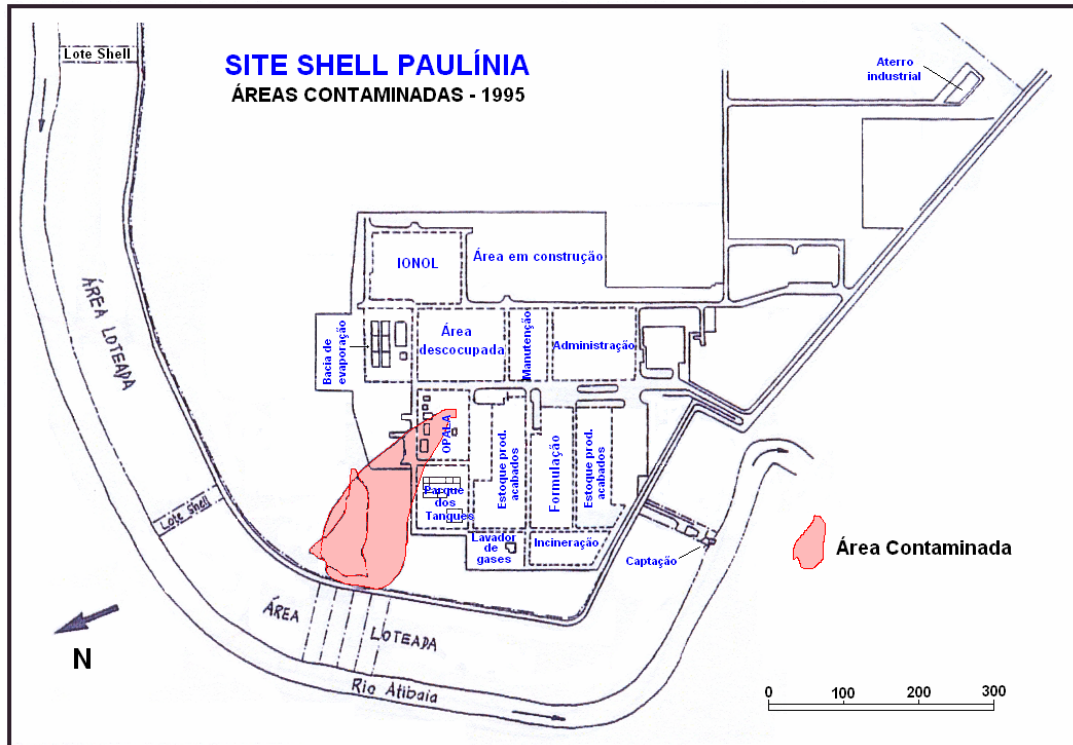 SITE SHELL PAULÍNIA
ÁREAS CONTAMINADAS - 1995
Lote Shell
Aterro
industrial
IONOL
Área em construção
ÁREA LOTEADA
Bacia de
evaporação
Área
descocupada
Manutenção
Administração
OPALA
Estoque prod.
acabados
Formulação
Estoque prod.
acabados
Parque
dos
Tanques
Lote Shell
Lavador
de
gases
Incineração
Captação
Área Contaminada
ÁREA
LOTEADA
N
Rio Atibaia
0 100 200 300